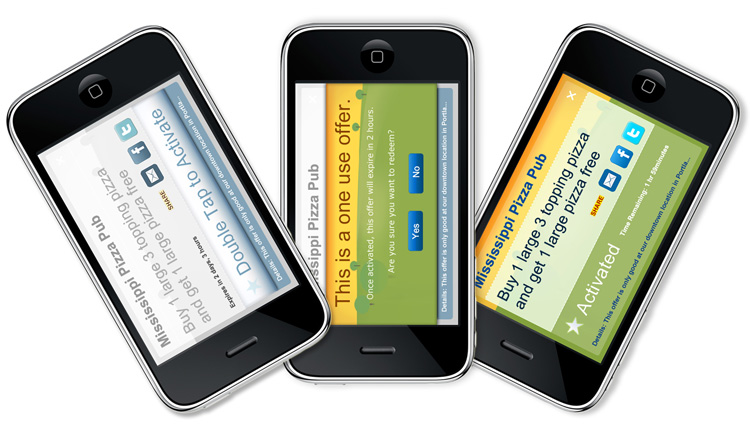 Mississippi Pizza Pub
Buy 1 large 3 topping pizza
and get 1 large pizza free
SHARE
f
t
Expires in 2 days, 3 hours
Double Tap to Activate
Details: This offer is only good at our downtown location in Portla...
ssissippi Pizza Pub
This is a one use offer.
Once activated, this offer will expire in 2 hours.
Are you sure you want to redeem?
Yes
No
Details: This offer is only good at our downtown location in Portla...
Mississippi Pizza Pub
Buy 1 large 3 topping pizza
and get 1 large pizza free
SHARE
f
t
Time Remaining: 1 hr 59minutes
Activated
Details: This offer is only good at our downtown location in Portla...